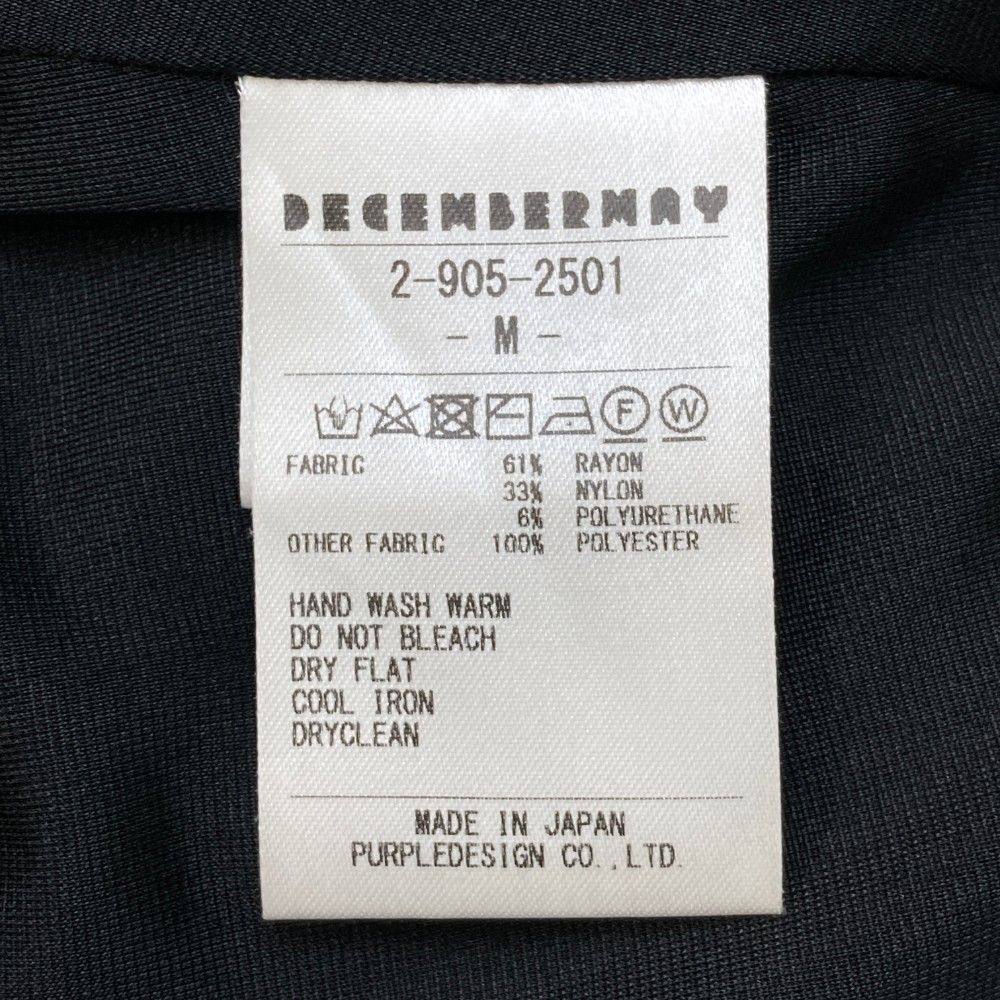 DECEMBERMAY
2-905-2501
- M -
F W
FABRIC 61% RAYON
33% NYLON
6% POLYURETHANE
OTHER FABRIC 100% POLYESTER
HAND WASH WARM
DO NOT BLEACH
DRY FLAT
COOL IRON
DRYCLEAN
MADE IN JAPAN
PURPLEDESIGN CO.,LTD.